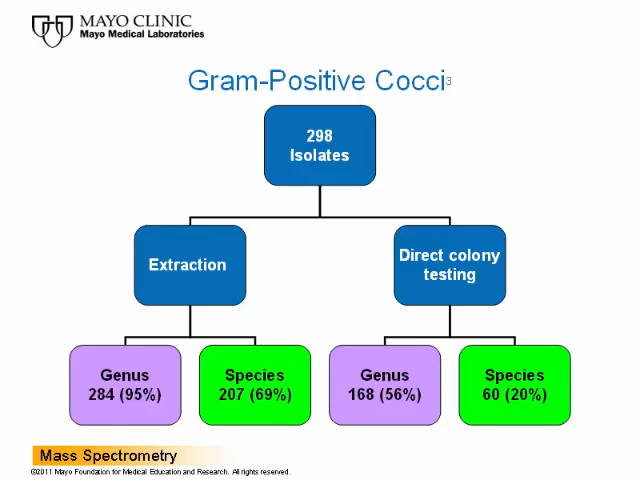 MAYO CLINIC
Mayo Medical Laboratories
Gram-Positive Cocci3
298
Isolates
Extraction
Direct colony
testing
Genus
284 (95%)
Species
207 (69%)
Genus
168 (56%)
Species
60 (20%)
Mass Spectrometry
©2011 Mayo Foundation for Medical Education and Research. All rights reserved.